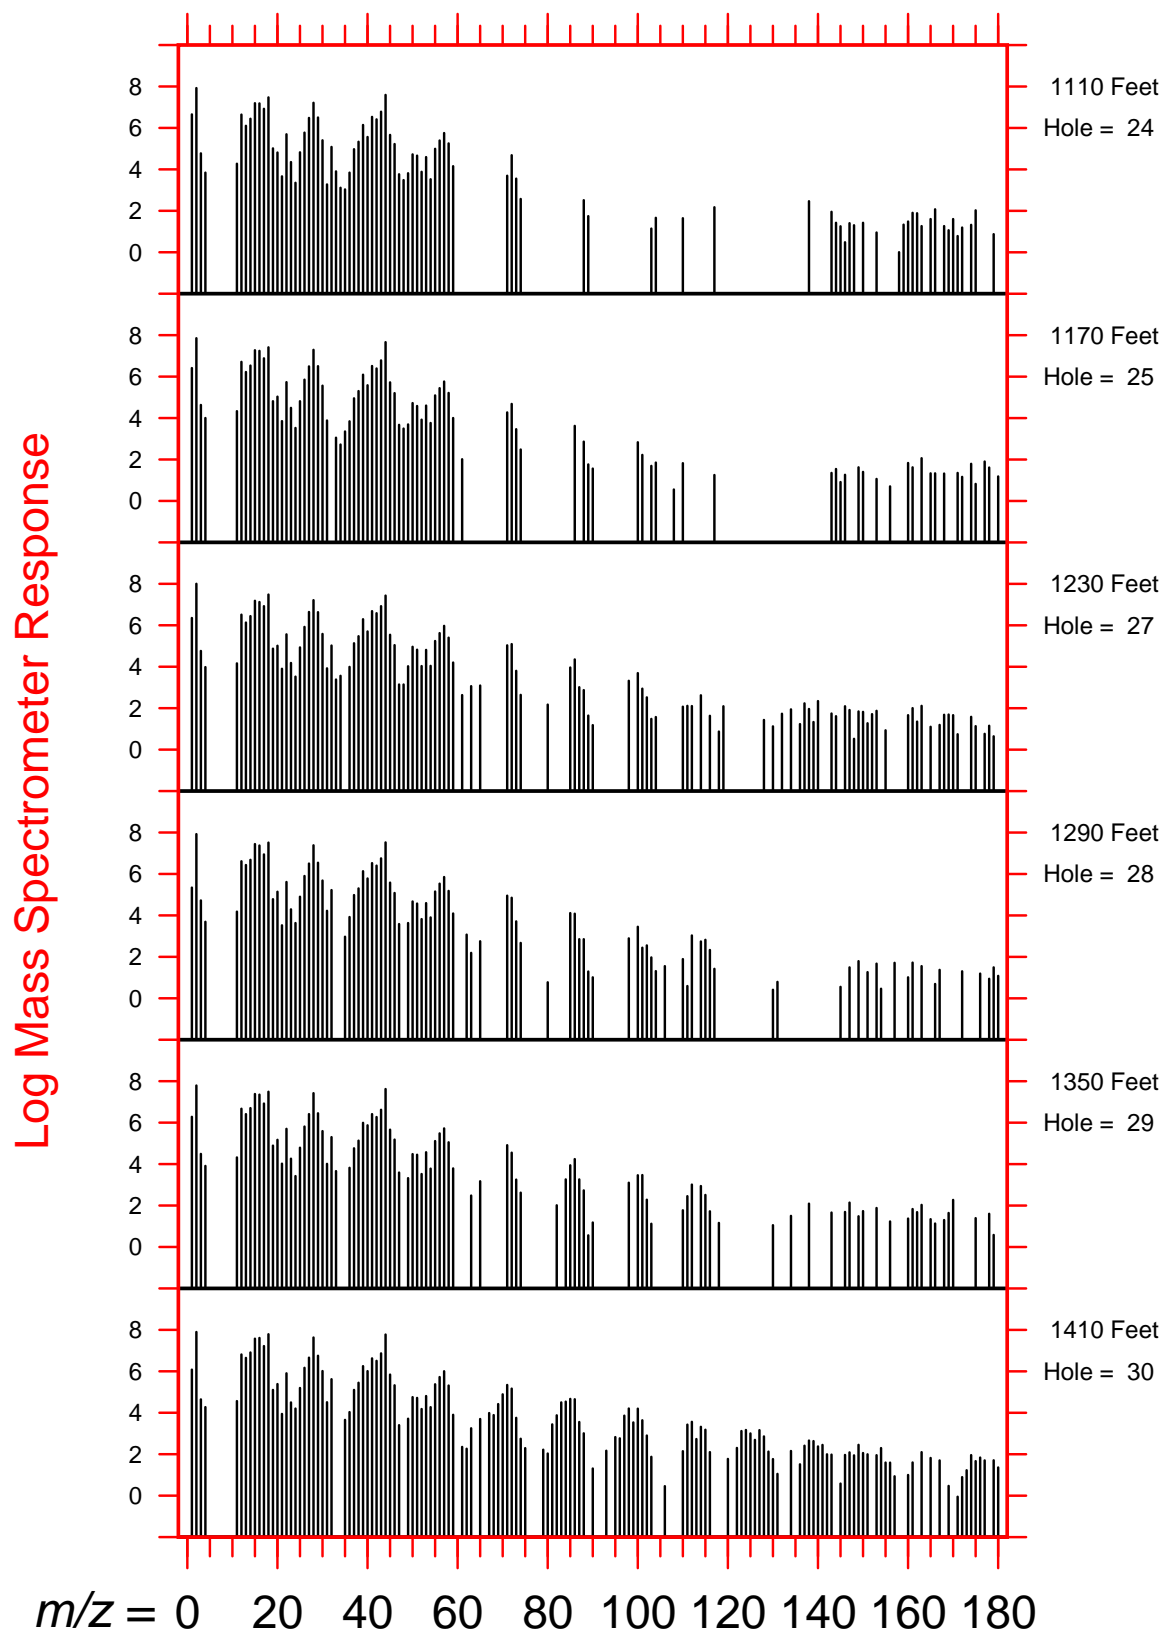 8
6
4
2
0
1110 Feet
Hole = 24
8
6
4
2
0
1170 Feet
Hole = 25
8
6
4
2
0
1230 Feet
Hole = 27
8
6
4
2
0
1290 Feet
Hole = 28
8
6
4
2
0
1350 Feet
Hole = 29
8
6
4
2
0
1410 Feet
Hole = 30
Log Mass Spectrometer Response
m/z = 0 20 40 60 80 100 120 140 160 180